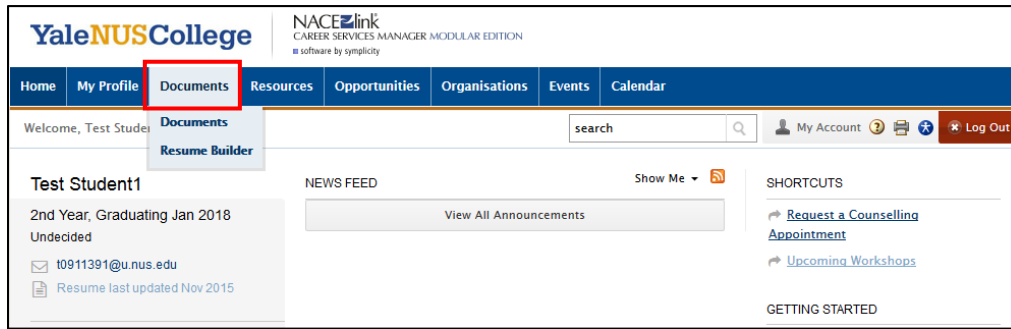 YaleNUSCollege
NACElink
CAREER SERVICES MANAGER MODULAR EDITION
software by symplicity
Home My Profile Documents Resources Opportunities Organisations Events Calendar
Documents
Resume Builder
Welcome, Test Stude
search
My Account
Log Out
Test Student1
2nd Year, Graduating Jan 2018
Undecided
t0911391@u.nus.edu
Resume last updated Nov 2015
NEWS FEED
Show Me
View All Announcements
SHORTCUTS
Request a Counselling
Appointment
Upcoming Workshops
GETTING STARTED